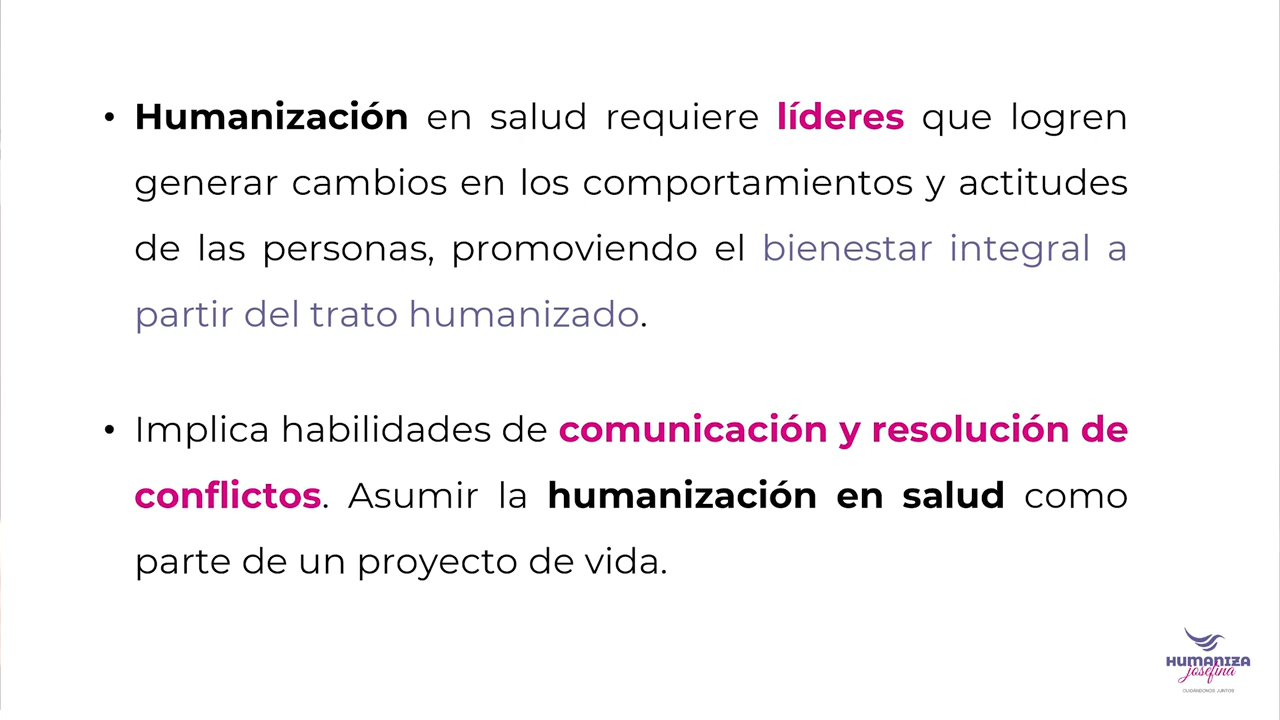 • Humanización en salud requiere líderes que logren
generar cambios en los comportamientos y actitudes
de las personas, promoviendo el bienestar integral a
partir del trato humanizado.
• Implica habilidades de comunicación y resolución de
conflictos. Asumir la humanización en salud como
parte de un proyecto de vida.
HUMANIZA
josefina
CUIDÁNDONOS JUNTOS